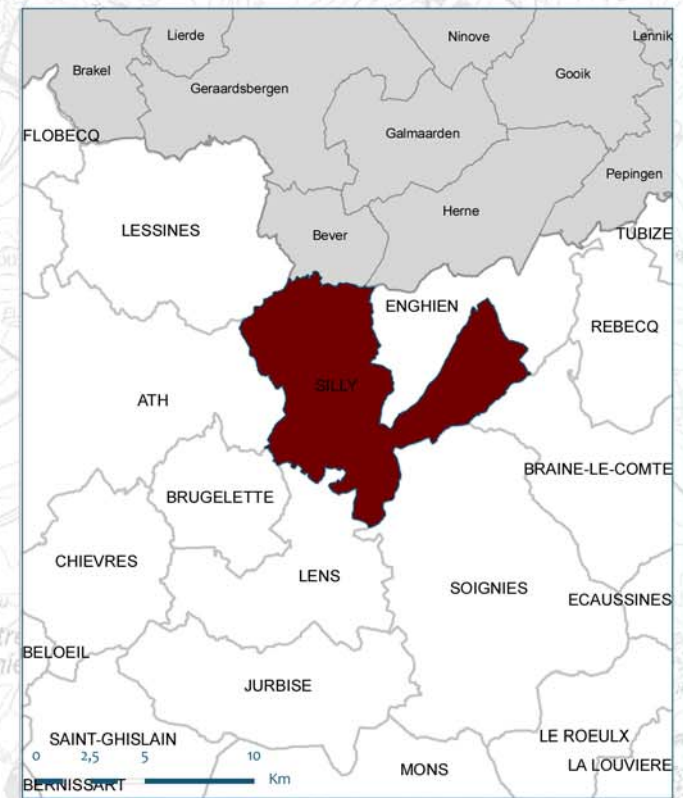 Lierde
Ninove
Lennik
Brakel
Gooik
Geraardsbergen
Galmaarden
FLOBECQ
Pepingen
Herne
LESSINES
Bever
TUBIZE
ENGHIEN
REBECQ
SILLY
ATH
BRAINE-LE-COMTE
BRUGELETTE
CHIEVRES
LENS
SOIGNIES
ECAUSSINES
BELOEIL
JURBISE
SAINT-GHISLAIN
LE ROEULX
0 2,5 5 10
Km
MONS
LA LOUVIERE
BERNISSART